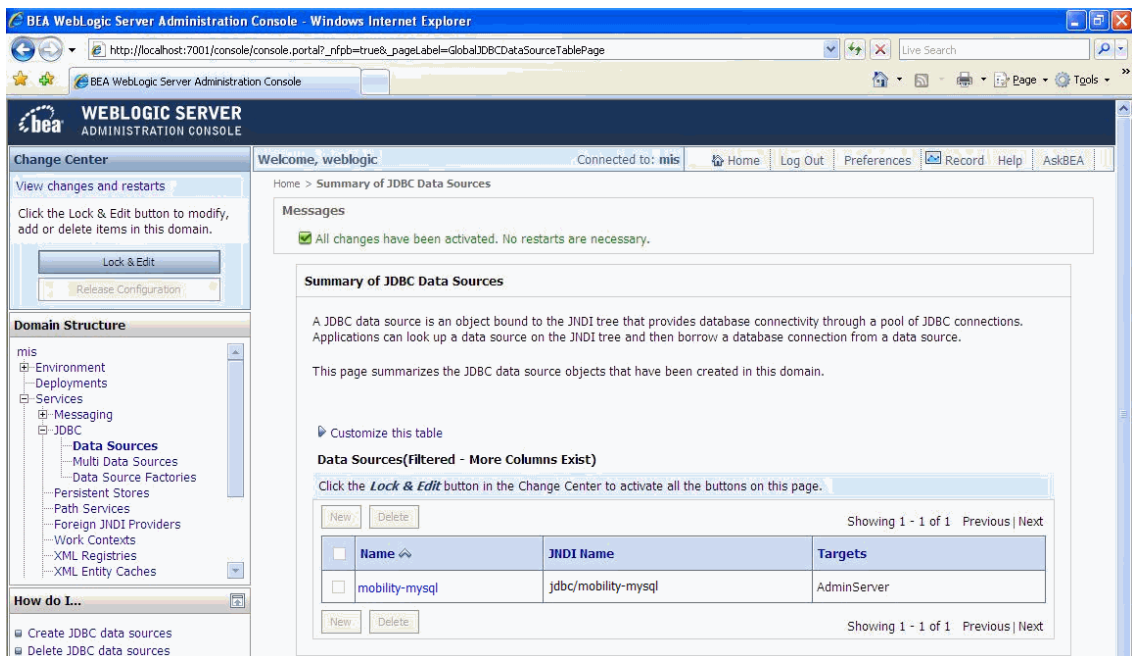 BEA WebLogic Server Administration Console - Windows Internet Explorer
http://localhost:7001/console/console.portal?_nfpb=true&_pageLabel=GlobalJDBCDataSourceTablePage
Live Search
BEA WebLogic Server Administration Console
Page
Tools
»
bea
WEBLOGIC SERVER
ADMINISTRATION CONSOLE
Change Center
View changes and restarts
Click the Lock & Edit button to modify,
add or delete items in this domain.
Lock & Edit
Release Configuration
Domain Structure
mis
Environment
Deployments
Services
Messaging
JDBC
Data Sources
Multi Data Sources
Data Source Factories
Persistent Stores
Path Services
Foreign JNDI Providers
Work Contexts
XML Registries
XML Entity Caches
How do I...
Create JDBC data sources
Delete JDBC data sources
Welcome, weblogic
Connected to: mis
Home
Log Out
Preferences
Record
Help
AskBEA
Home > Summary of JDBC Data Sources
Messages
All changes have been activated. No restarts are necessary.
Summary of JDBC Data Sources
A JDBC data source is an object bound to the JNDI tree that provides database connectivity through a pool of JDBC connections.
Applications can look up a data source on the JNDI tree and then borrow a database connection from a data source.
This page summarizes the JDBC data source objects that have been created in this domain.
Customize this table
Data Sources(Filtered - More Columns Exist)
Click the Lock & Edit button in the Change Center to activate all the buttons on this page.
New Delete Showing 1 - 1 of 1 Previous | Next
Name JNDI Name Targets
mobility-mysql jdbc/mobility-mysql AdminServer
New Delete Showing 1 - 1 of 1 Previous | Next